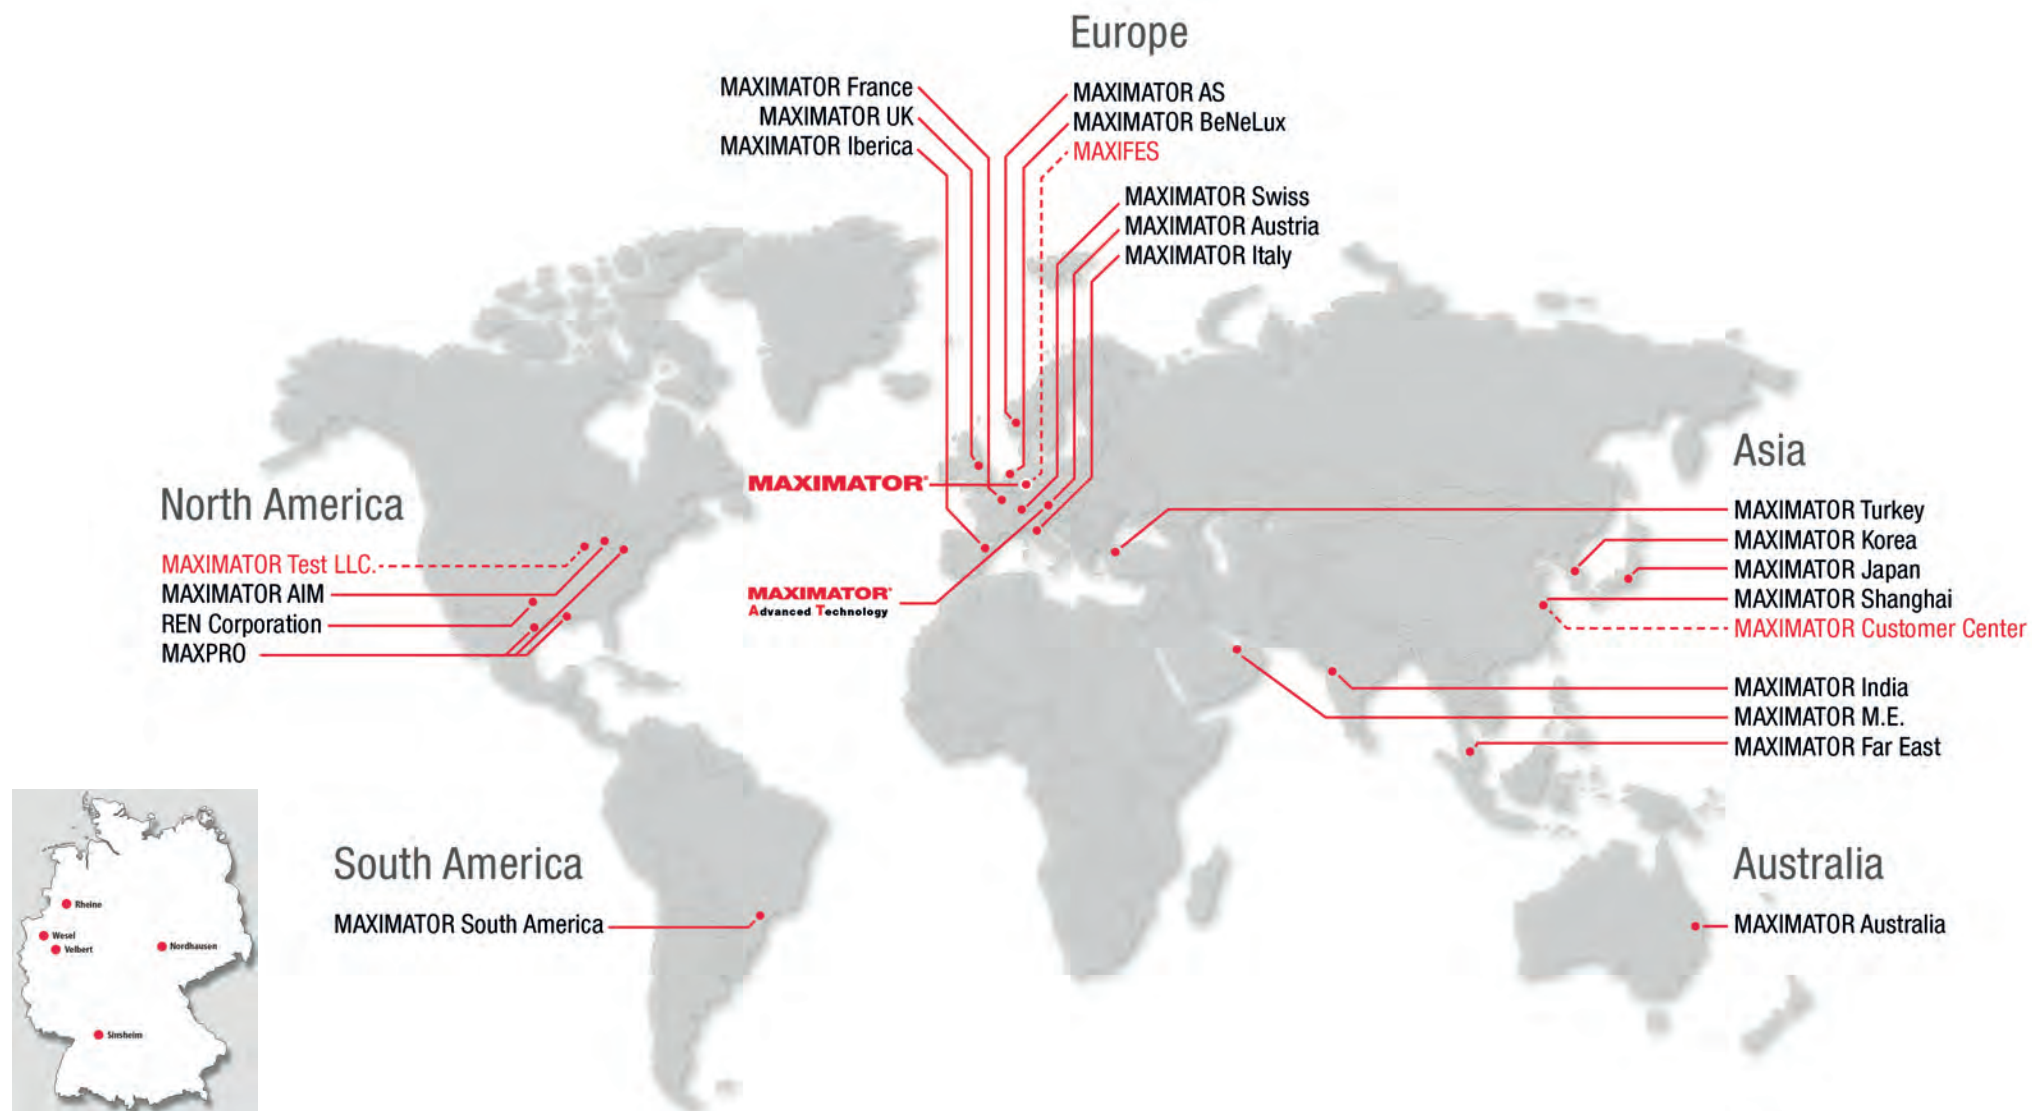 Europe
MAXIMATOR France
MAXIMATOR UK
MAXIMATOR Iberica
MAXIMATOR AS
MAXIMATOR BeNeLux
MAXIFES
MAXIMATOR Swiss
MAXIMATOR Austria
MAXIMATOR Italy
MAXIMATOR®
MAXIMATOR®
Advanced Technology
North America
MAXIMATOR Test LLC.
MAXIMATOR AIM
REN Corporation
MAXPRO
Asia
MAXIMATOR Turkey
MAXIMATOR Korea
MAXIMATOR Japan
MAXIMATOR Shanghai
MAXIMATOR Customer Center
MAXIMATOR India
MAXIMATOR M.E.
MAXIMATOR Far East
South America
MAXIMATOR South America
Australia
MAXIMATOR Australia
Rheine
Wesel
Velbert
Nordhausen
Sinsheim